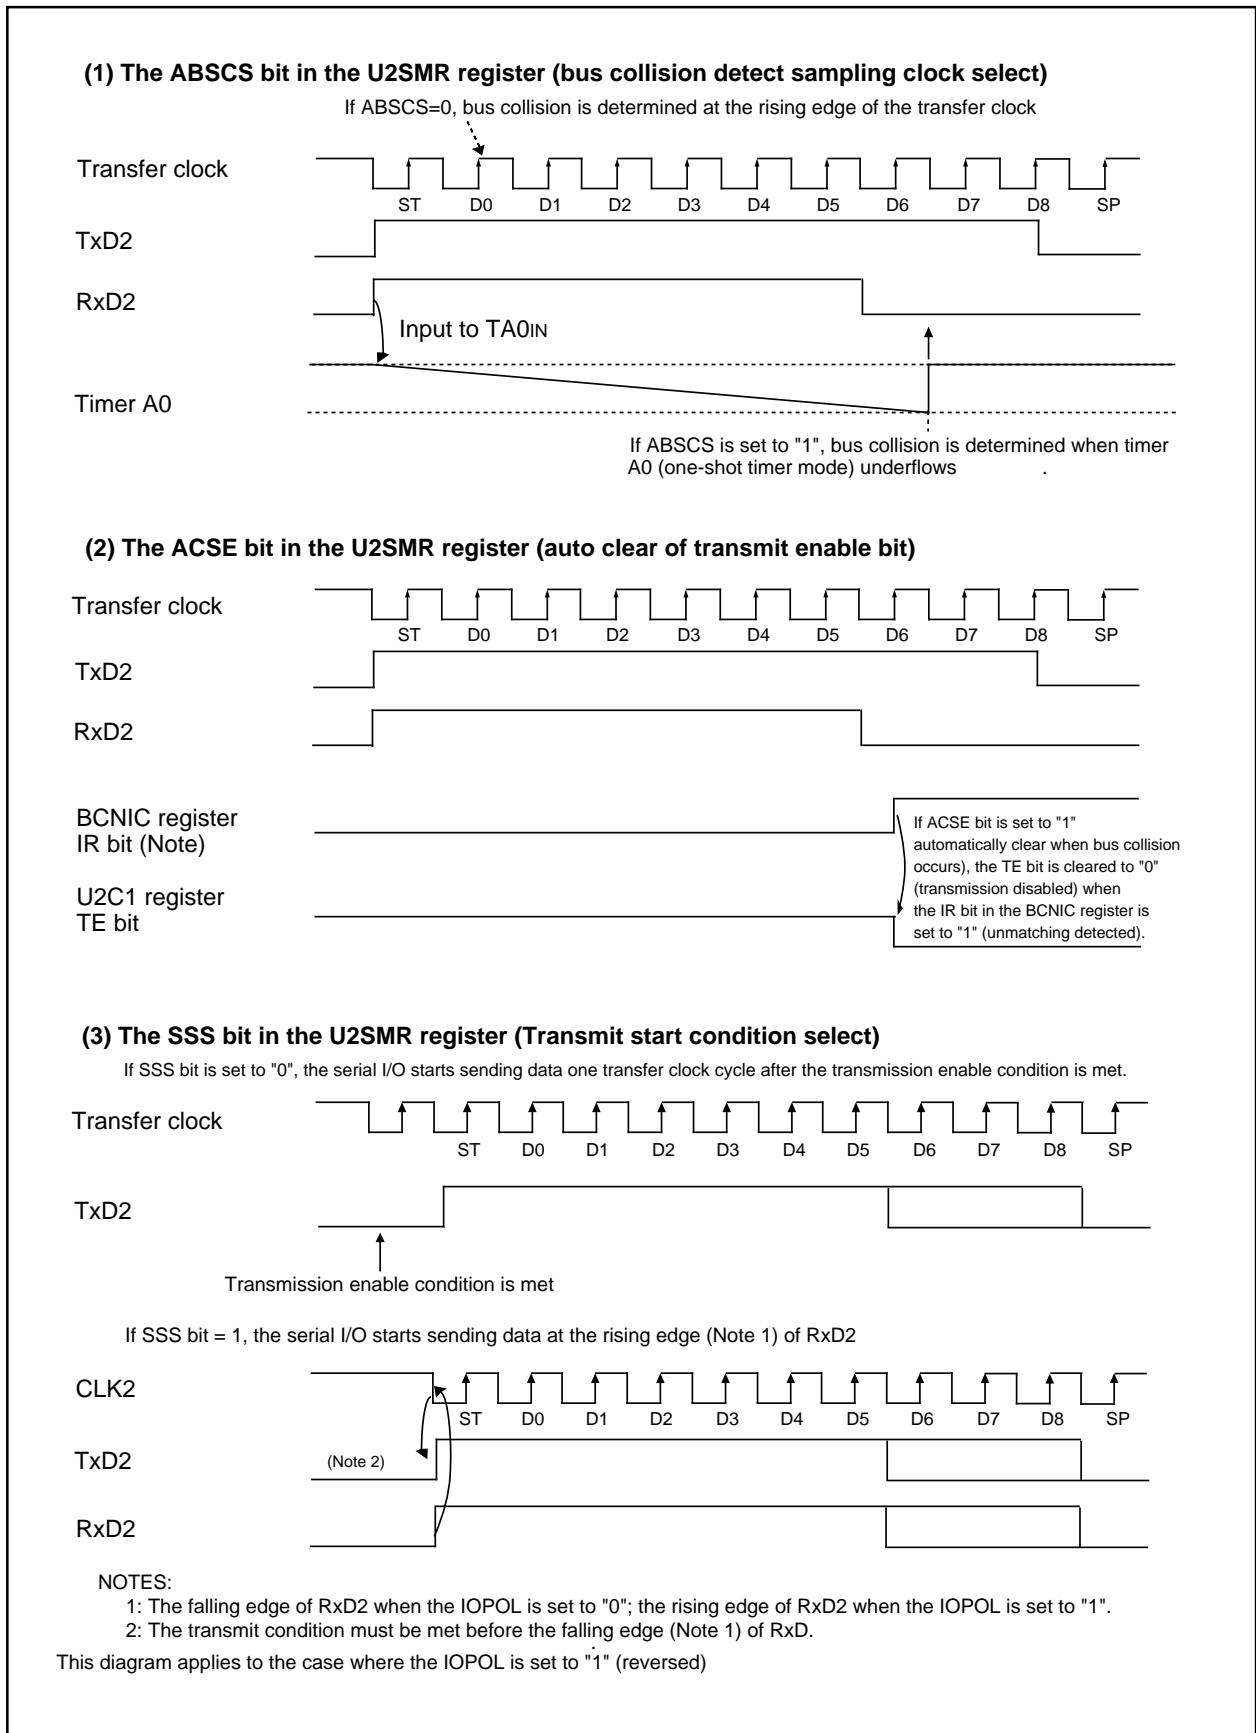 (1) The ABSCS bit in the U2SMR register (bus collision detect sampling clock select)
If ABSCS=0, bus collision is determined at the rising edge of the transfer clock
Transfer clock
ST D0 D1 D2 D3 D4 D5 D6 D7 D8 SP
TxD2
RxD2
Input to TA0IN
Timer A0
If ABSCS is set to "1", bus collision is determined when timer
A0 (one-shot timer mode) underflows .
(2) The ACSE bit in the U2SMR register (auto clear of transmit enable bit)
Transfer clock
ST D0 D1 D2 D3 D4 D5 D6 D7 D8 SP
TxD2
RxD2
BCNIC register
IR bit (Note)
U2C1 register
TE bit
If ACSE bit is set to "1"
automatically clear when bus collision
occurs), the TE bit is cleared to "0"
(transmission disabled) when
the IR bit in the BCNIC register is
set to "1" (unmatching detected).
(3) The SSS bit in the U2SMR register (Transmit start condition select)
If SSS bit is set to "0", the serial I/O starts sending data one transfer clock cycle after the transmission enable condition is met.
Transfer clock
ST D0 D1 D2 D3 D4 D5 D6 D7 D8 SP
TxD2
Transmission enable condition is met
If SSS bit = 1, the serial I/O starts sending data at the rising edge (Note 1) of RxD2
CLK2
ST D0 D1 D2 D3 D4 D5 D6 D7 D8 SP
TxD2
(Note 2)
RxD2
NOTES:
1: The falling edge of RxD2 when the IOPOL is set to "0"; the rising edge of RxD2 when the IOPOL is set to "1".
2: The transmit condition must be met before the falling edge (Note 1) of RxD.
.
This diagram applies to the case where the IOPOL is set to "1" (reversed)